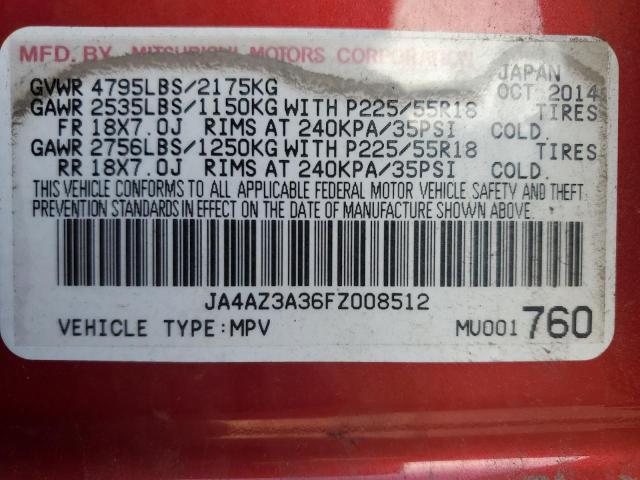 MFD. BY MITSUBISHI MOTORS CORPORATION
JAPAN
GVWR 4795LBS/2175KG OCT 2014
GAWR 2535LBS/1150KG WITH P225/55R18 TIRES
FR 18X7.0J RIMS AT 240KPA/35PSI COLD.
GAWR 2756LBS/1250KG WITH P225/55R18 TIRES
RR 18X7.0J RIMS AT 240KPA/35PSI COLD.
THIS VEHICLE CONFORMS TO ALL APPLICABLE FEDERAL MOTOR VEHICLE SAFETY AND THEFT
PREVENTION STANDARDS IN EFFECT ON THE DATE OF MANUFACTURE SHOWN ABOVE.
JA4AZ3A36FZ008512
VEHICLE TYPE:MPV MU001760